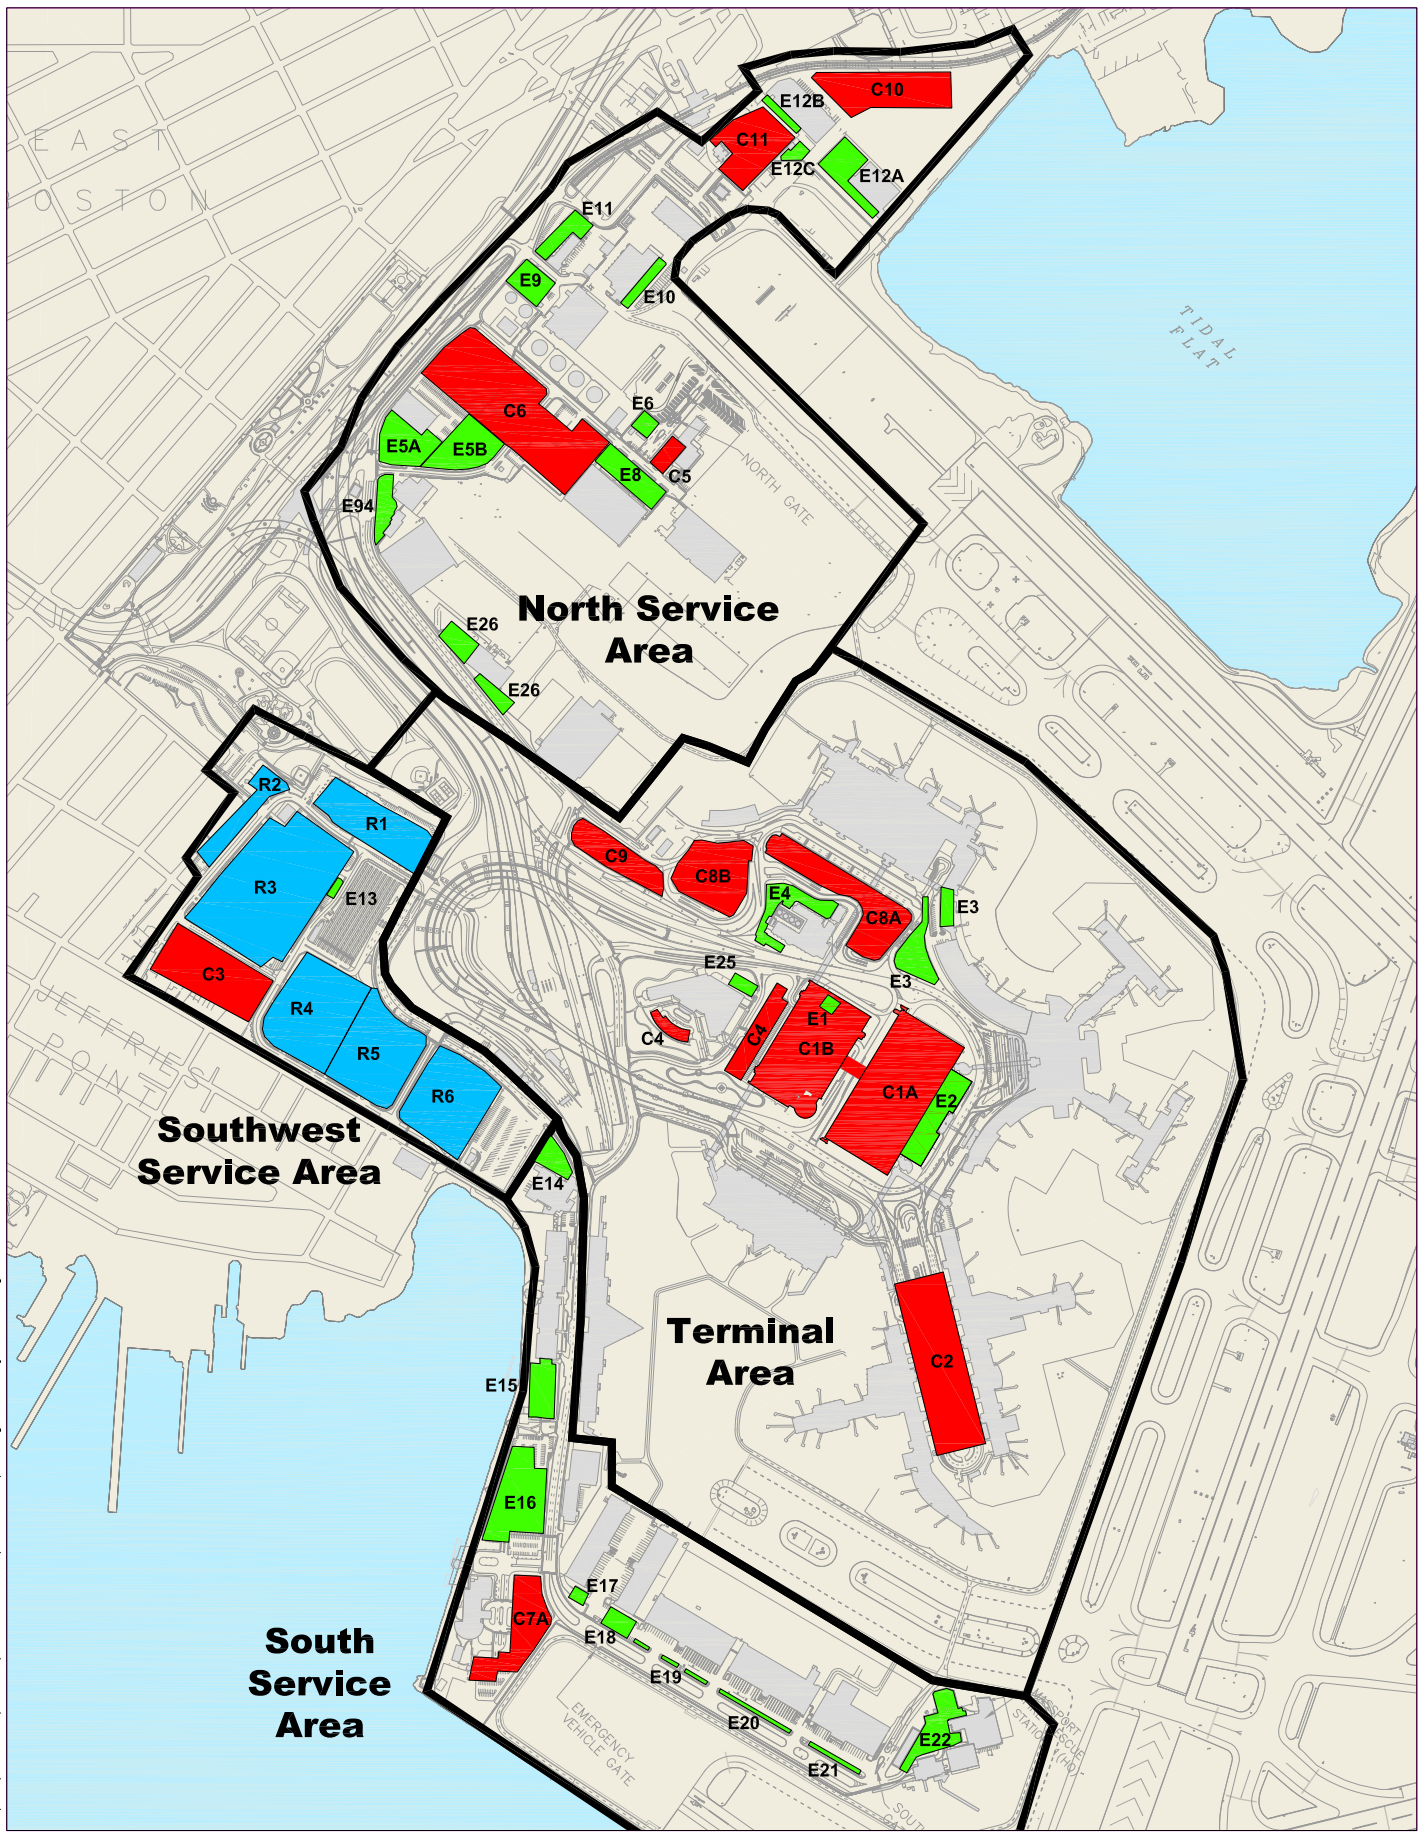 EAST
OSTON
C10
E12B
C11
E12C
E12A
E11
E9
E10
TIDAL
FLAT
C6
E6
E5A
E5B
E8
C5
NORTH GATE
E94
North Service
Area
E26
E26
R2
R1
R3
E13
C3
R4
R5
R6
C9
C8B
E4
C8A
E3
E3
E25
C4
C4
E1
C1B
C1A
E2
JEFFRIES
POINT
Southwest
Service Area
E14
Terminal
Area
C2
E15
E16
E17
C7A
E18
E19
E20
E21
E22
South
Service
Area
EMERGENCY
VEHICLE GATE
MASSPORT